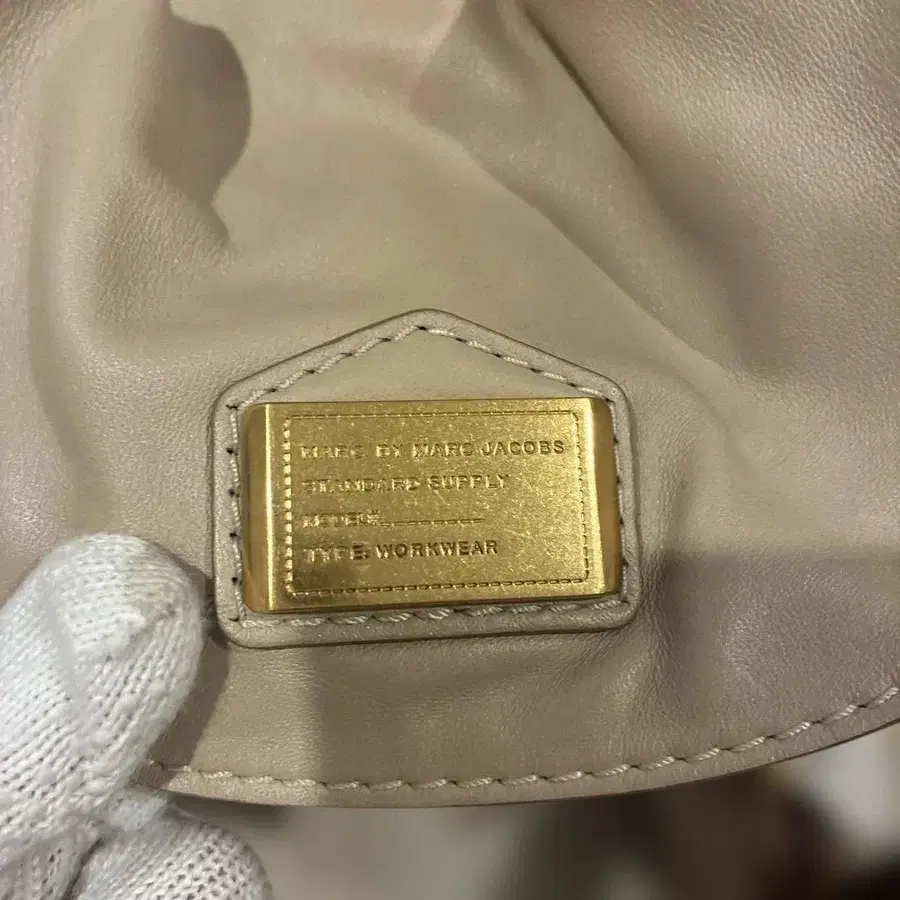 MARC BY MARC JACOBS
STANDARD SUPPLY
TYPE: WORKWEAR